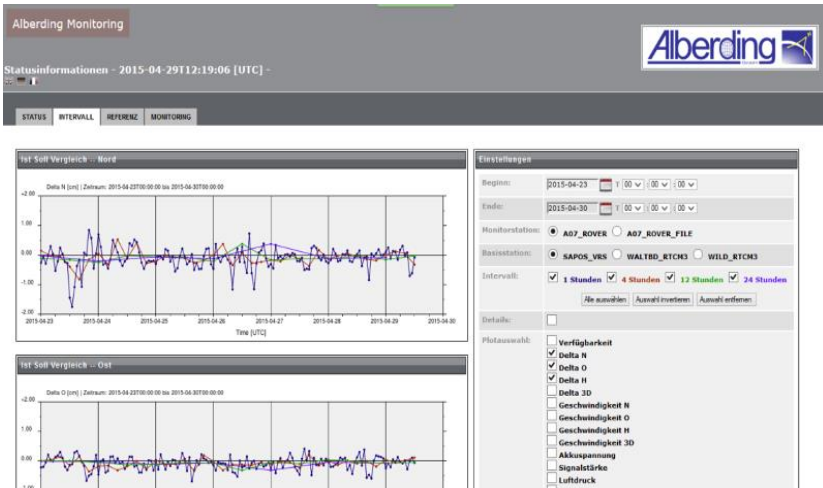 Alberding Monitoring
Alberding
Statusinformationen - 2015-04-29T12:19:06 [UTC] -
STATUS INTERVALL REFERENZ MONITORING
Ist Soll Vergleich -- Nord
Delta N [cm] | Zeitraum: 2015-04-23T00:00:00 bis 2015-04-30T00:00:00
+2.00
1.00
0.00
-1.00
-2.00
2015-04-23 2015-04-24 2015-04-25 2015-04-26 2015-04-27 2015-04-28 2015-04-29 2015-04-30
Time [UTC]
Ist Soll Vergleich -- Ost
Delta O [cm] | Zeitraum: 2015-04-23T00:00:00 bis 2015-04-30T00:00:00
+2.00
1.00
0.00
-1.00
Einstellungen
Beginn: 2015-04-23 T 00 : 00 : 00
Ende: 2015-04-30 T 00 : 00 : 00
Monitorstation: A07_ROVER A07_ROVER_FILE
Basisstation: SAPOS_VRS WALTBD_RTCM3 WILD_RTCM3
Intervall: 1 Stunden 4 Stunden 12 Stunden 24 Stunden
Alle auswählen Auswahl invertieren Auswahl entfernen
Details:
Plotauswahl: Verfügbarkeit
Delta N
Delta O
Delta H
Delta 3D
Geschwindigkeit N
Geschwindigkeit O
Geschwindigkeit H
Geschwindigkeit 3D
Akkuspannung
Signalstärke
Luftdruck